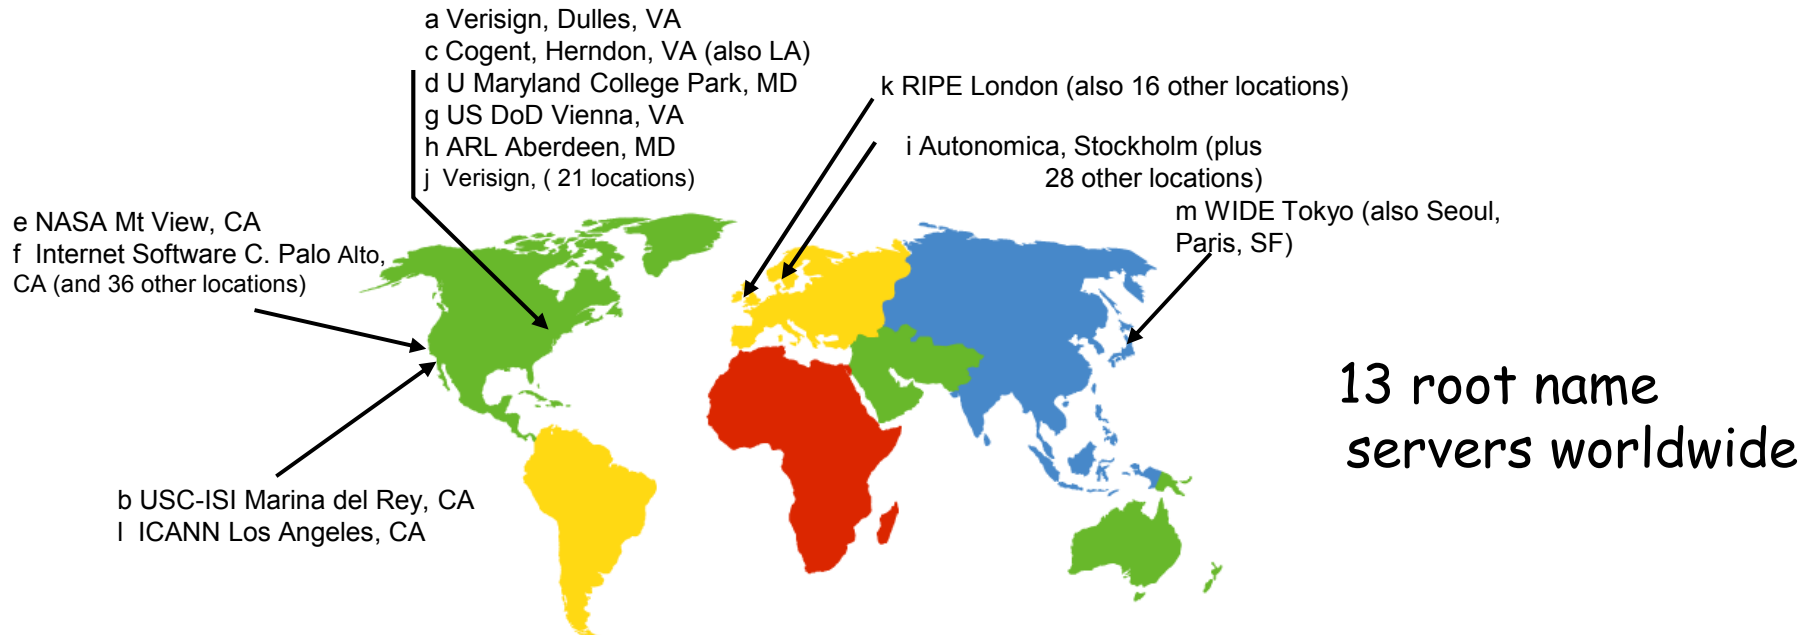 a Verisign, Dulles, VA
c Cogent, Herndon, VA (also LA)
d U Maryland College Park, MD
g US DoD Vienna, VA
h ARL Aberdeen, MD
j Verisign, ( 21 locations)
k RIPE London (also 16 other locations)
i Autonomica, Stockholm (plus
28 other locations)
m WIDE Tokyo (also Seoul,
Paris, SF)
e NASA Mt View, CA
f Internet Software C. Palo Alto,
CA (and 36 other locations)
13 root name
servers worldwide
b USC-ISI Marina del Rey, CA
l ICANN Los Angeles, CA